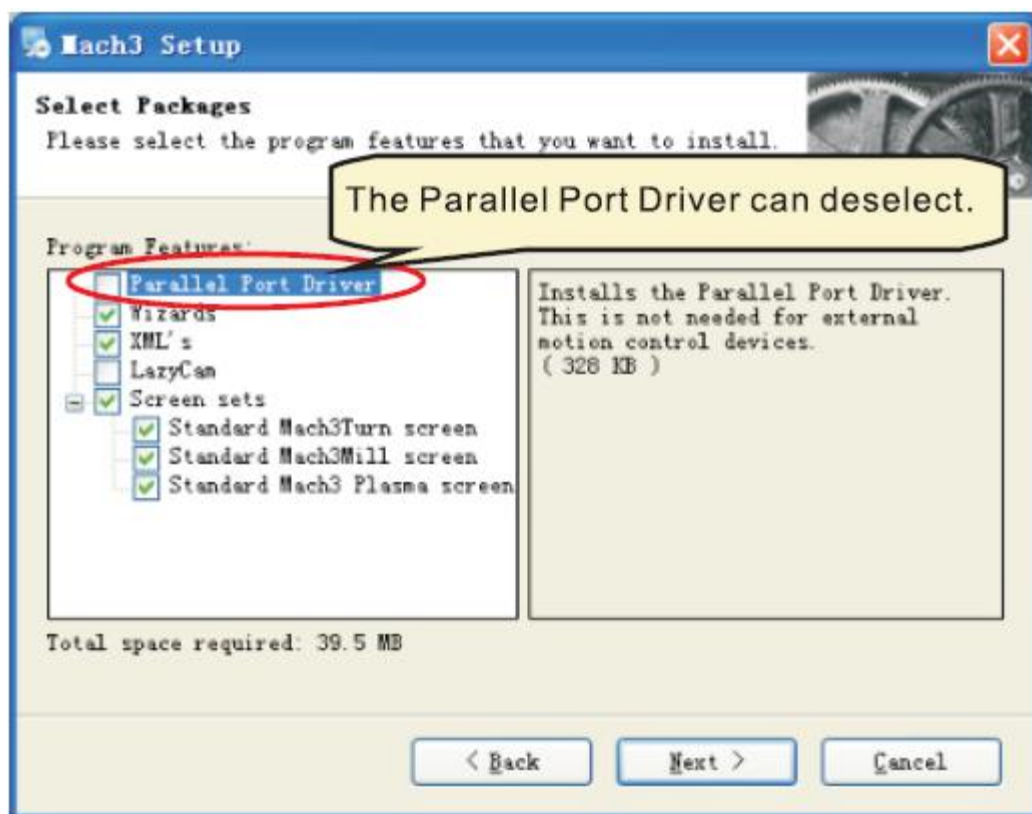 Mach3 Setup
Select Packages
Please select the program features that you want to install.
The Parallel Port Driver can deselect.
Program Features:
Parallel Port Driver
Wizards
XML's
LazyCam
Screen sets
Standard Mach3Turn screen
Standard Mach3Mill screen
Standard Mach3 Plasma screen
Installs the Parallel Port Driver.
This is not needed for external
motion control devices.
( 328 KB )
Total space required: 39.5 MB
< Back
Next >
Cancel